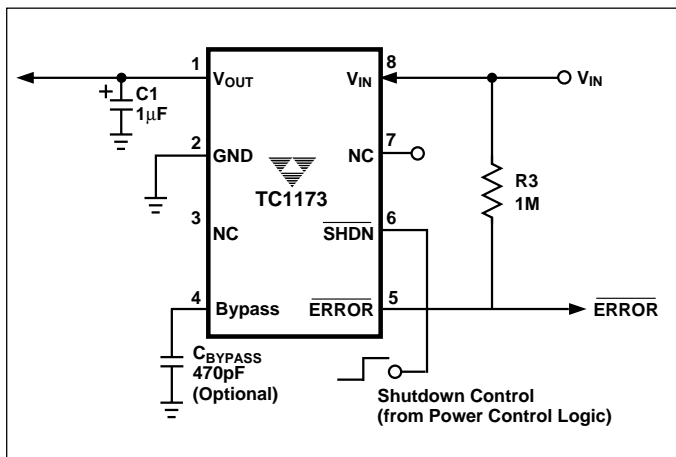 1 8
VOUT VIN VIN
+ C1
1µF
2 7
GND NC
R3
1M
TC1173
3 6
NC SHDN
4 5
Bypass ERROR ERROR
CBYPASS
470pF
(Optional)
Shutdown Control
(from Power Control Logic)